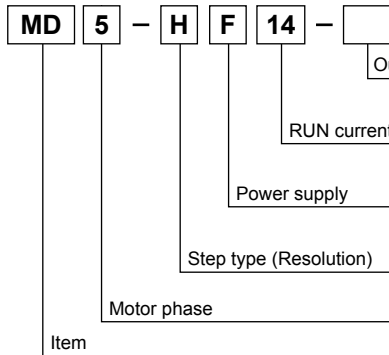 MD 5 – H F 14 –
RUN current
Power supply
Step type (Resolution)
Motor phase
Item